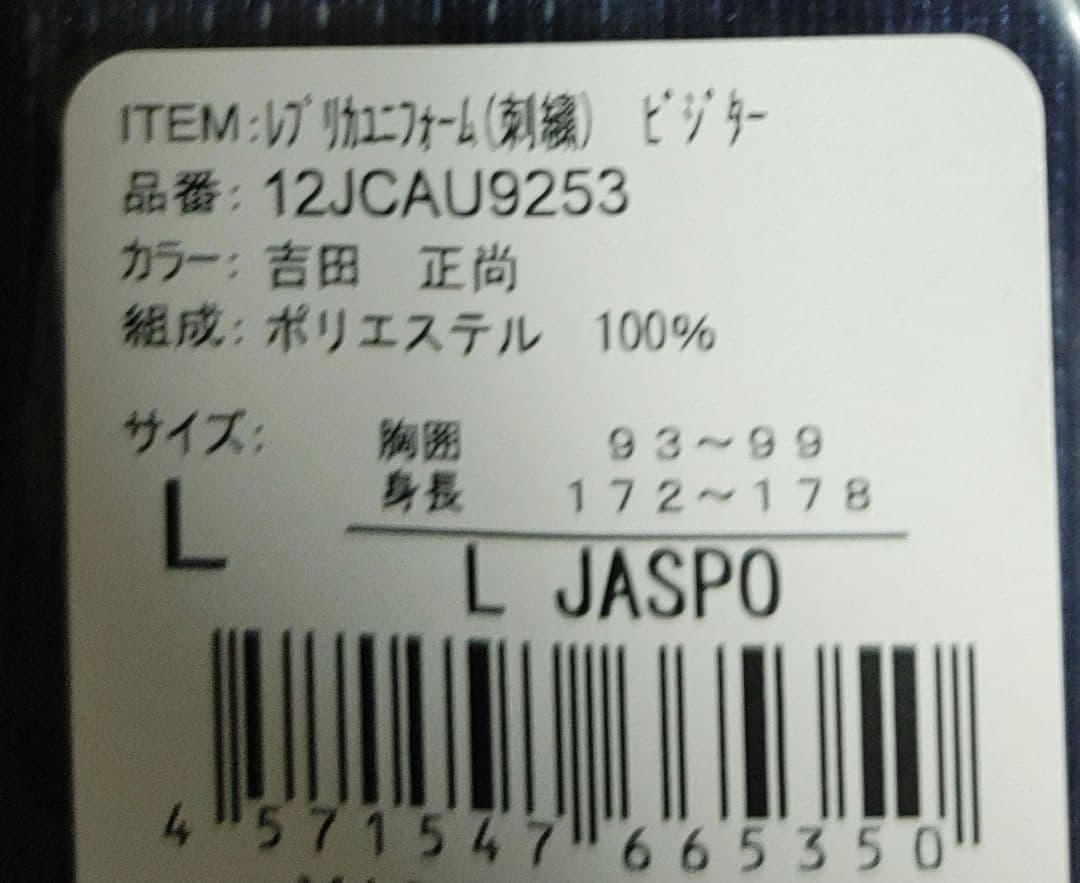 ITEM:レプリカユニフォーム(刺繍) ビジター
品番: 12JCAU9253
カラー: 吉田 正尚
組成: ポリエステル 100%
サイズ: 胸囲 93~99
身長 172~178
L
L JASPO
4 571547 665350